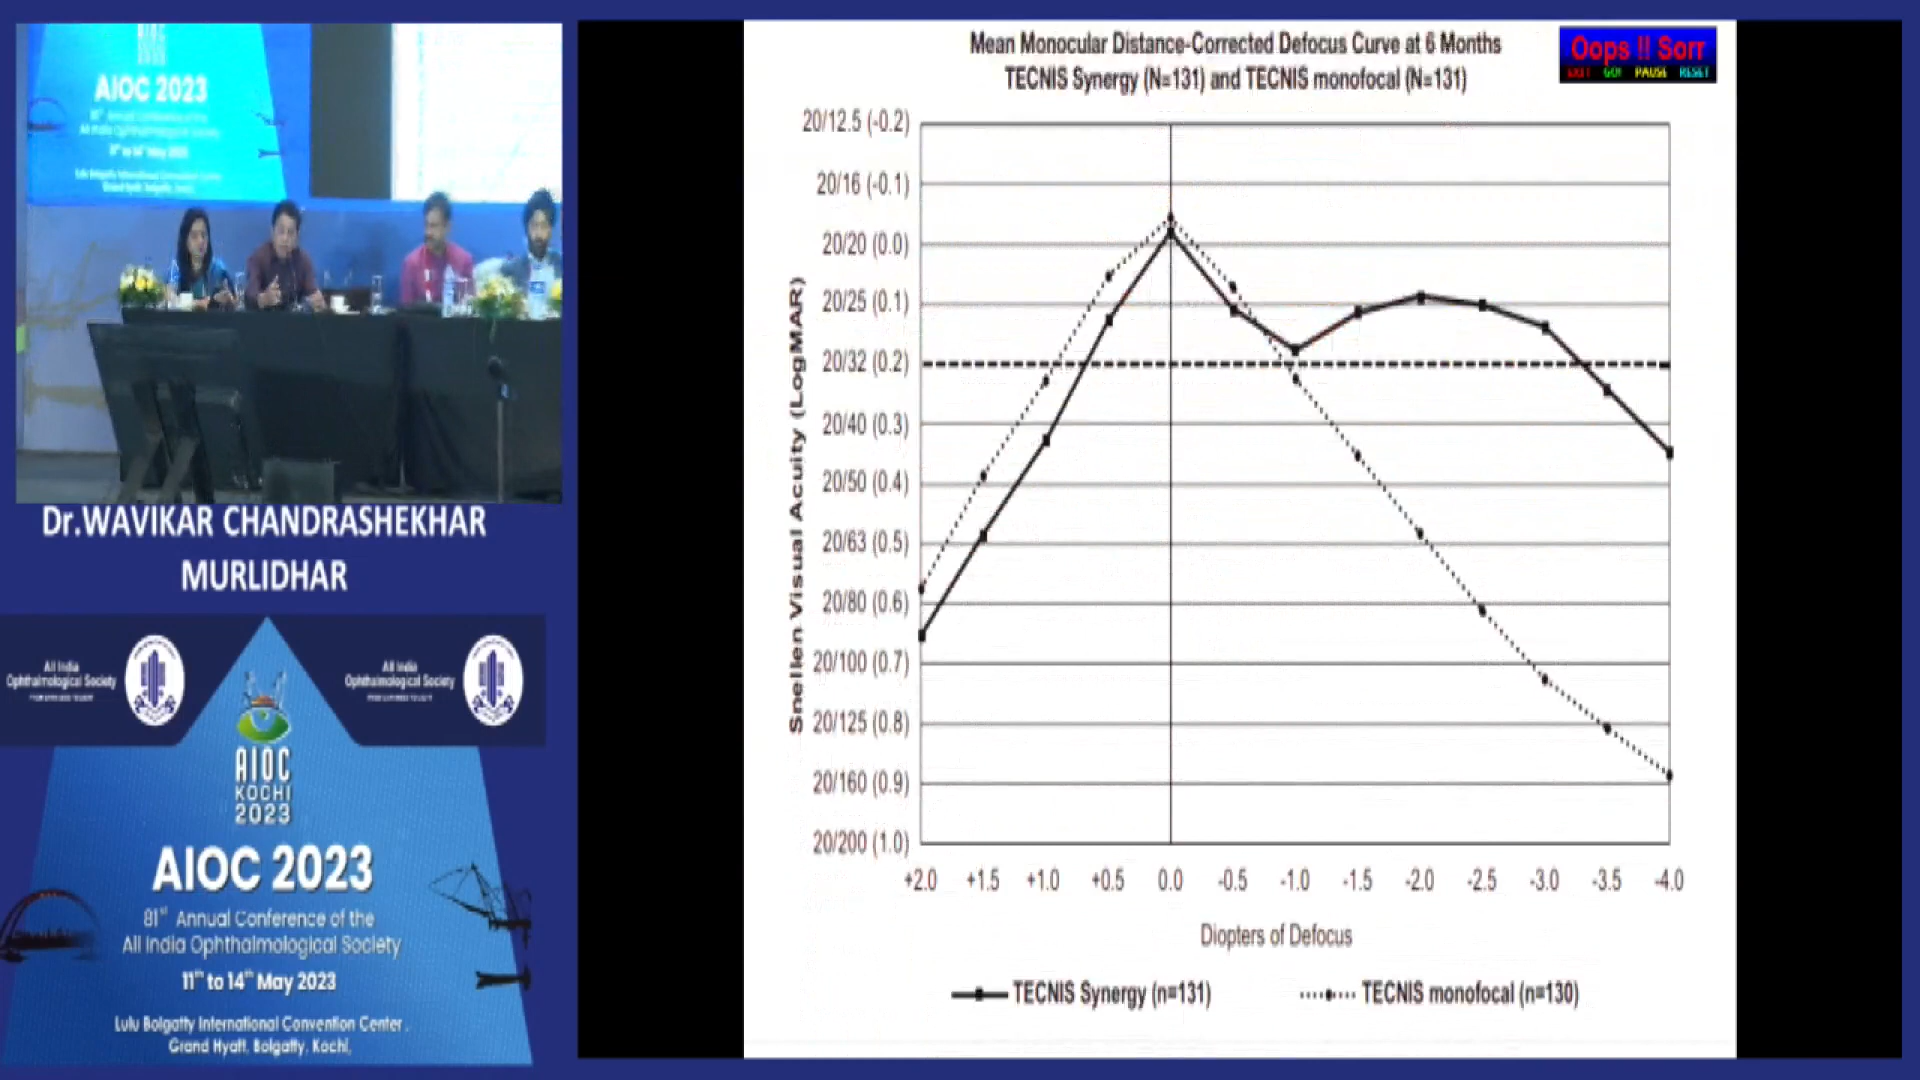 AIOC 2023
Dr.WAVIKAR CHANDRASHEKHAR
MURLIDHAR
All India
Ophthalmological Society
All India
Ophthalmological Society
AIOC
KOCHI
2023
AIOC 2023
81st Annual Conference of the
All India Ophthalmological Society
11th to 14th May 2023
Lulu Bolgatty International Convention Center,
Grand Hyatt, Bolgatty, Kochi,
Mean Monocular Distance-Corrected Defocus Curve at 6 Months
TECNIS Synergy (N=131) and TECNIS monofocal (N=131)
Oops !! Sorr
EXIT GO! PAUSE RESET
Snellen Visual Acuity (LogMAR)
20/12.5 (-0.2)
20/16 (-0.1)
20/20 (0.0)
20/25 (0.1)
20/32 (0.2)
20/40 (0.3)
20/50 (0.4)
20/63 (0.5)
20/80 (0.6)
20/100 (0.7)
20/125 (0.8)
20/160 (0.9)
20/200 (1.0)
+2.0 +1.5 +1.0 +0.5 0.0 -0.5 -1.0 -1.5 -2.0 -2.5 -3.0 -3.5 -4.0
Diopters of Defocus
TECNIS Synergy (n=131) TECNIS monofocal (n=130)